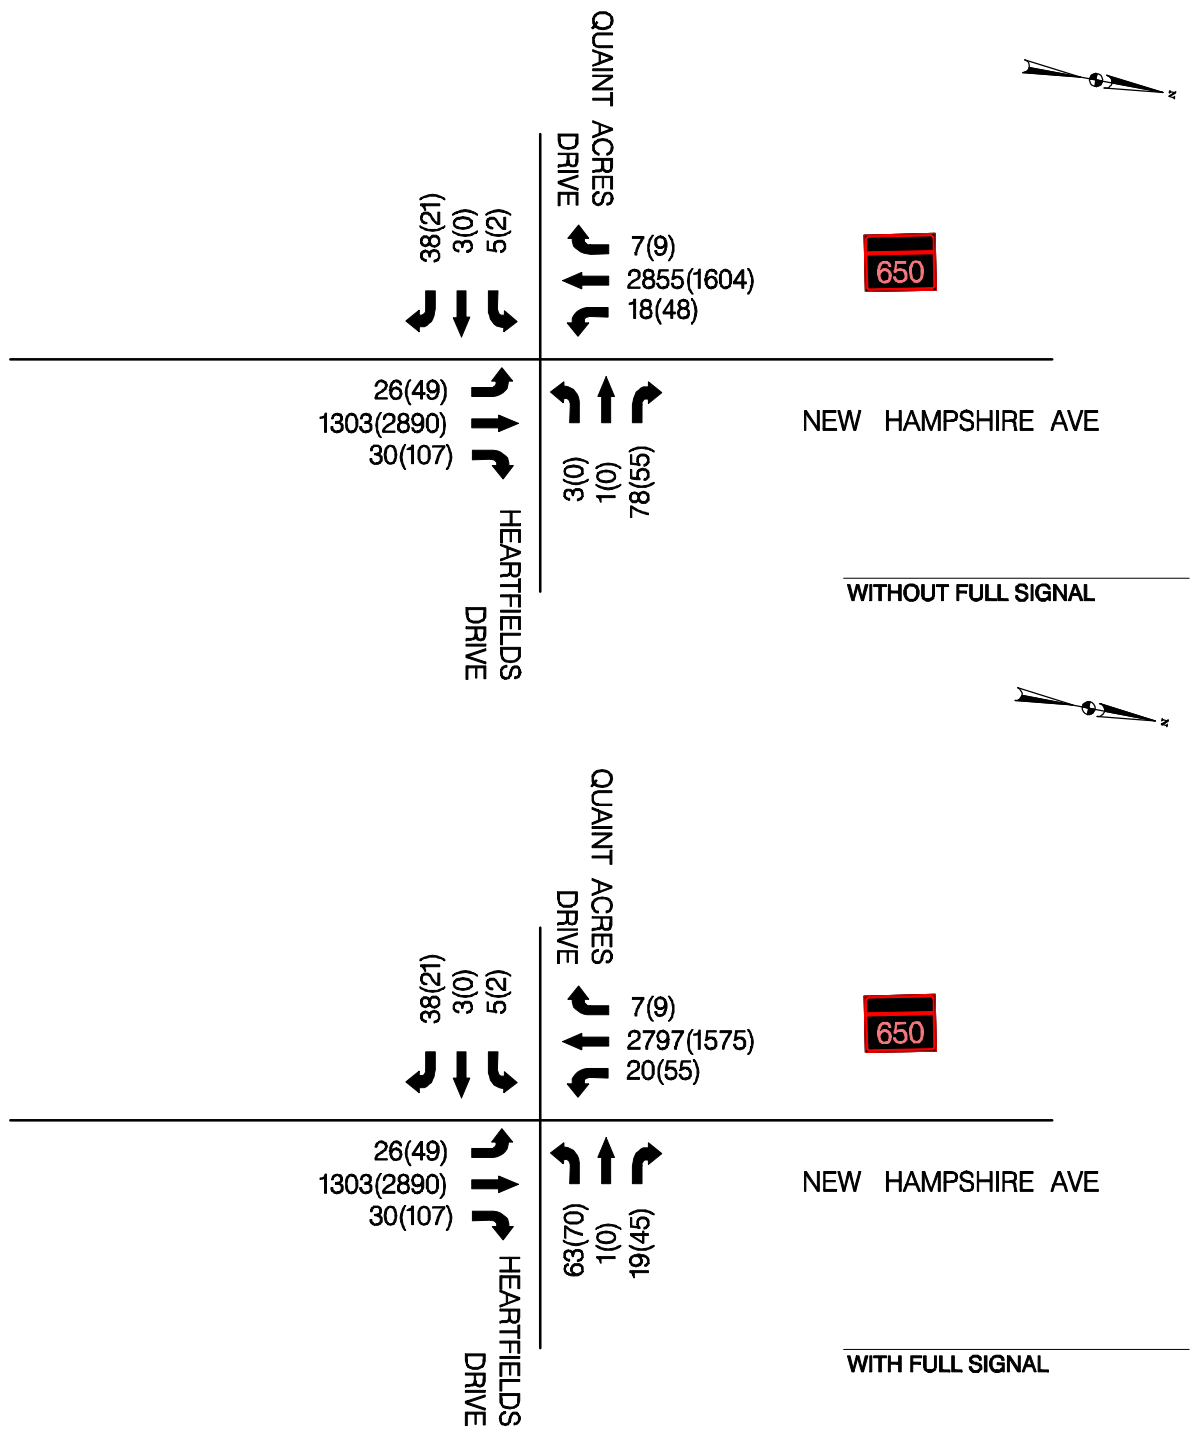 QUAINT ACRES
DRIVE
N
38(21)
3(0)
5(2)
7(9)
2855(1604)
18(48)
650
26(49)
1303(2890)
30(107)
3(0)
1(0)
78(55)
NEW HAMPSHIRE AVE
HEARTFIELDS
DRIVE
WITHOUT FULL SIGNAL
N
QUAINT ACRES
DRIVE
38(21)
3(0)
5(2)
7(9)
2797(1575)
20(55)
650
26(49)
1303(2890)
30(107)
63(70)
1(0)
19(45)
NEW HAMPSHIRE AVE
HEARTFIELDS
DRIVE
WITH FULL SIGNAL